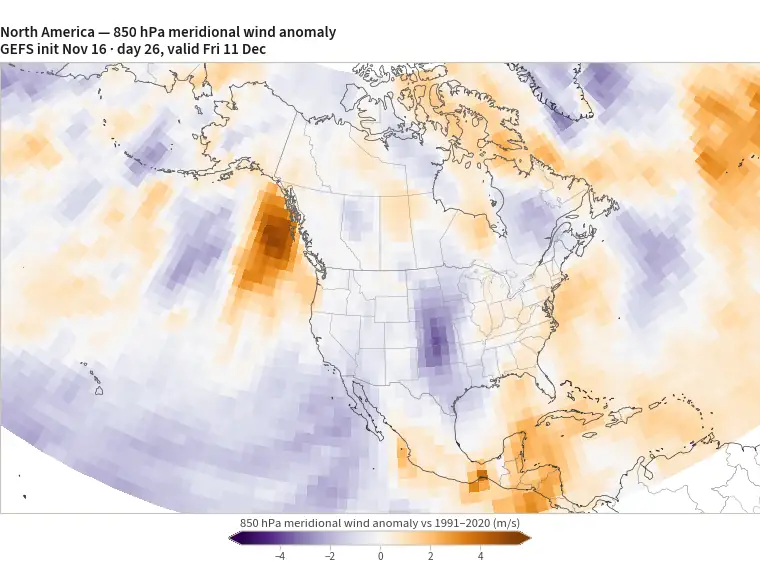 North America — 850 hPa meridional wind anomaly
GEFS init Nov 16 · day 26, valid Fri 11 Dec
850 hPa meridional wind anomaly vs 1991–2020 (m/s)
−4 −2 0 2 4